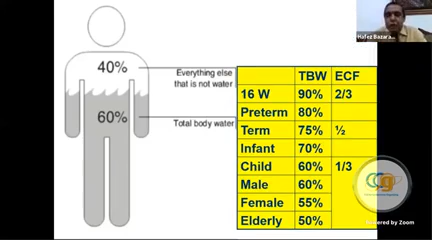 Hafez Bazara...
40%
Everything else
that is not water
60%
Total body water
TBW ECF
16 W 90% 2/3
Preterm 80%
Term 75% ½
Infant 70%
Child 60% 1/3
Male 60%
Female 55%
Elderly 50%
Powered by Zoom